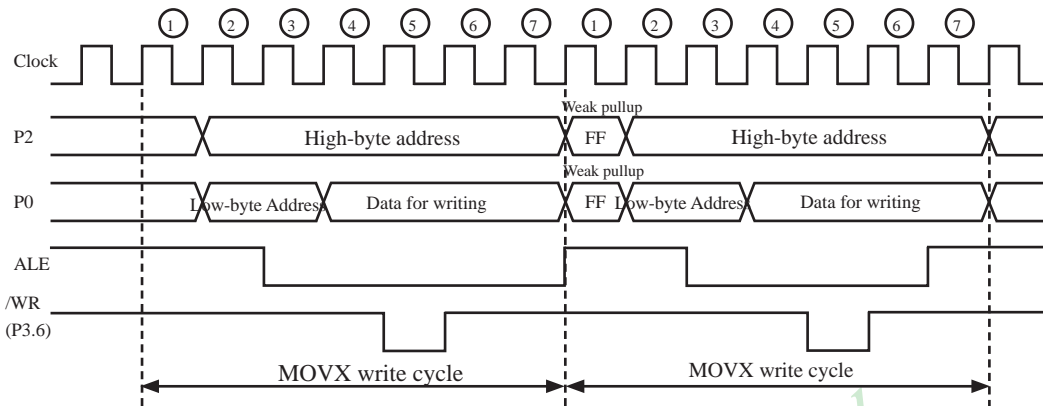 1 2 3 4 5 6 7 1 2 3 4 5 6 7
Clock
Weak pullup
P2 High-byte address FF High-byte address
Weak pullup
P0 Low-byte Address Data for writing FF Low-byte Address Data for writing
ALE
/WR
(P3.6)
MOVX write cycle MOVX write cycle